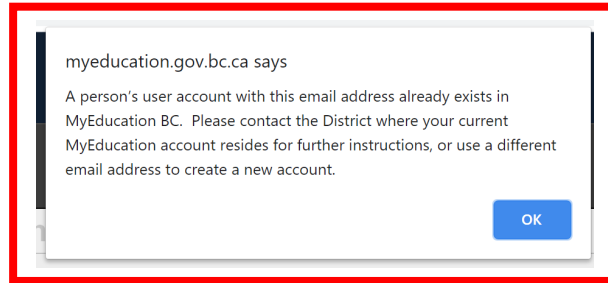 myeducation.gov.bc.ca says
A person's user account with this email address already exists in
MyEducation BC.  Please contact the District where your current
MyEducation account resides for further instructions, or use a different
email address to create a new account.
OK